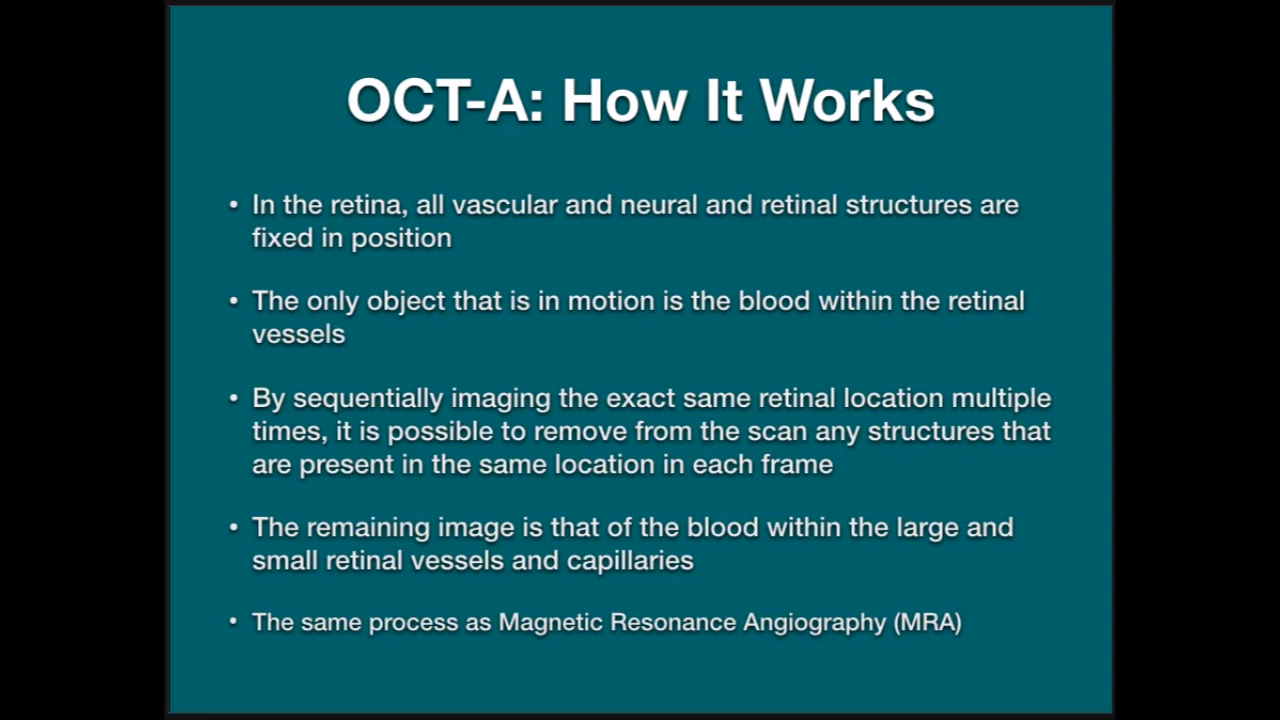 OCT-A: How It Works
• In the retina, all vascular and neural and retinal structures are
fixed in position
• The only object that is in motion is the blood within the retinal
vessels
• By sequentially imaging the exact same retinal location multiple
times, it is possible to remove from the scan any structures that
are present in the same location in each frame
• The remaining image is that of the blood within the large and
small retinal vessels and capillaries
• The same process as Magnetic Resonance Angiography (MRA)